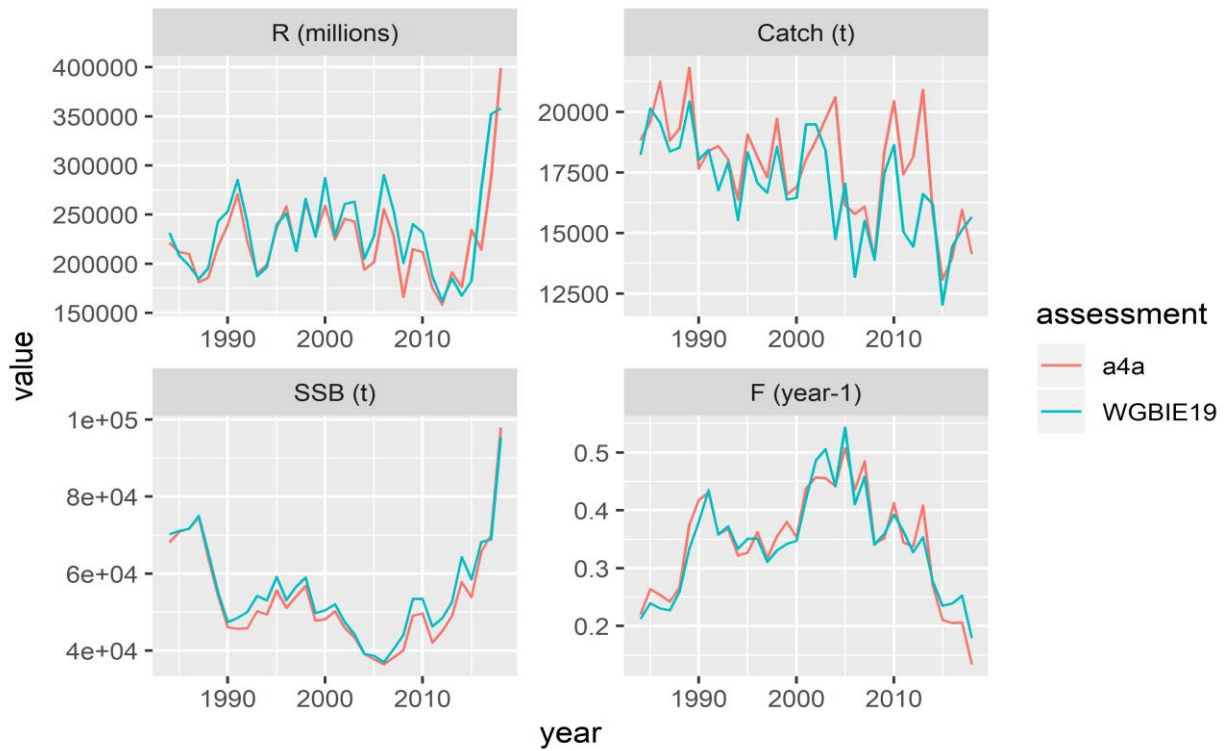 R (millions)
Catch (t)
400000
350000
300000
250000
200000
150000
1990
2000
2010
20000
17500
15000
12500
1990
2000
2010
value
SSB (t)
F (year-1)
1e+05
8e+04
6e+04
4e+04
1990
2000
2010
0.5
0.4
0.3
0.2
1990
2000
2010
year
assessment
a4a
WGBIE19